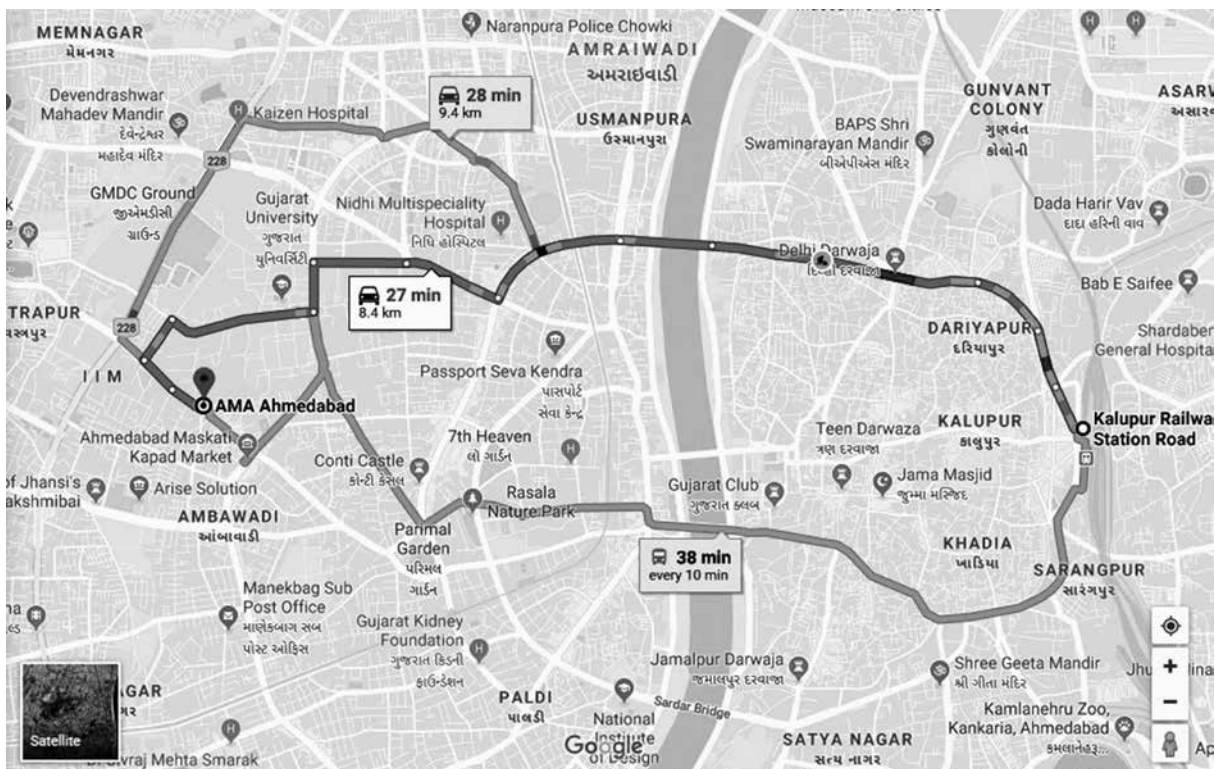 MEMNAGAR
મેમનગર
Naranpura Police Chowki
AMRAIWADI
અમરાઇવાડી
Devendrashwar
Mahadev Mandir
દેવેન્દ્રેશ્વર
મહાદેવ મંદિર
Kaizen Hospital
28 min
9.4 km
USMANPURA
ઉસ્માનપુરા
GUNVANT
COLONY
ગુણવંત
કોલોની
BAPS Shri
Swaminarayan Mandir
બીએપીએસ મંદિર
228
GMDC Ground
જીએમડીસી
ગ્રાઉન્ડ
Gujarat
University
ગુજરાત
યુનિવર્સિટી
Nidhi Multispeciality
Hospital
નિધિ હોસ્પિટલ
Dada Harir Vav
દાદા હરિની વાવ
Delhi Darwaja
દિલ્હી દરવાજા
Bab E Saifee
27 min
8.4 km
228
DARIYAPUR
દરિયાપુર
General Hospital
IIM
AMA Ahmedabad
Passport Seva Kendra
પાસપોર્ટ
સેવા કેન્દ્ર
Ahmedabad Maskati
Kapad Market
7th Heaven
લો ગાર્ડન
Teen Darwaza
ત્રણ દરવાજા
KALUPUR
કાલુપુર
Kalupur Railwa
Station Road
of Jhansi's
Arise Solution
Conti Castle
કોન્ટી કેસલ
Rasala
Nature Park
Gujarat Club
ગુજરાત ક્લબ
Jama Masjid
જુમ્મા મસ્જિદ
AMBAWADI
આંબાવાડી
Parimal
Garden
પરિમલ
ગાર્ડન
38 min
every 10 min
KHADIA
ખાડિયા
SARANGPUR
સારંગપુર
Manekbag Sub
Post Office
માણેકબાગ સબ
પોસ્ટ ઓફિસ
Gujarat Kidney
Foundation
ગુજરાત કિડની
ફાઉન્ડેશન
Jamalpur Darwaja
જમાલપુર દરવાજા
Shree Geeta Mandir
શ્રી ગીતા મંદિર
PALDI
પાલડી
Sardar Bridge
National
Institute
of Design
Google
SATYA NAGAR
સત્ય નાગર
Kamlanehru Zoo,
Kankaria, Ahmedabad
કમલાનેહરૂ...
Satellite
Mehta Smarak